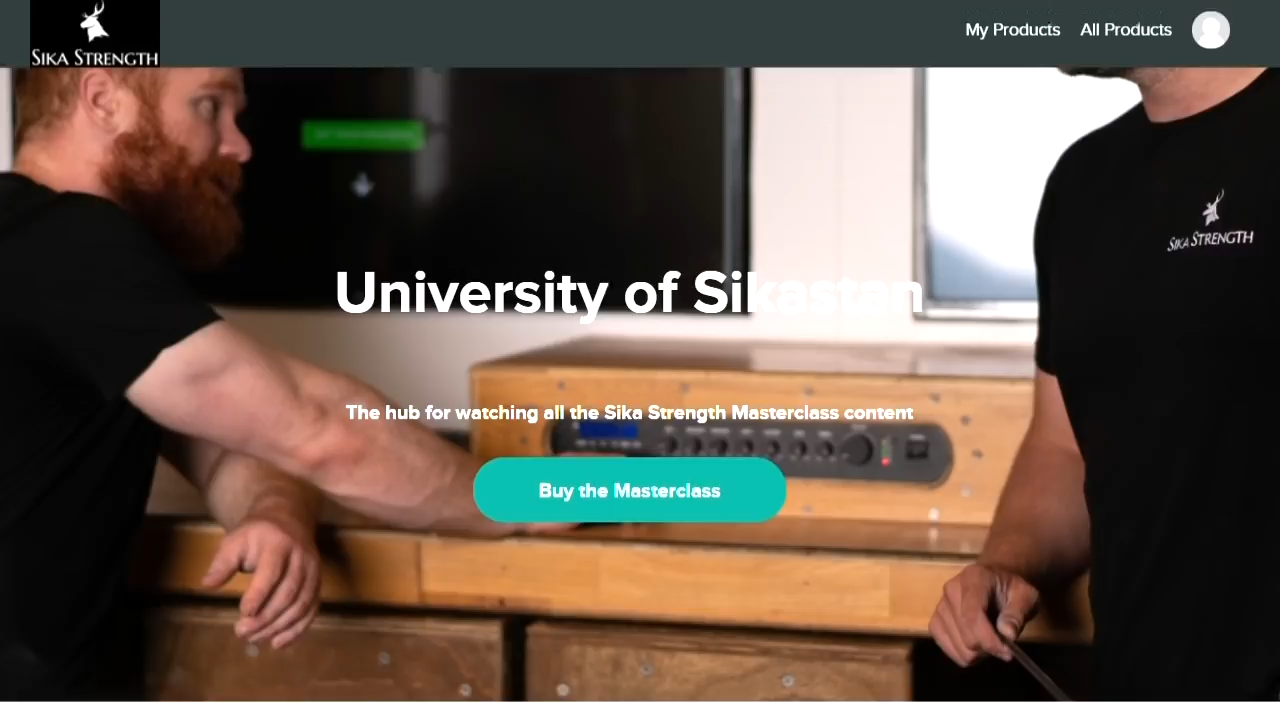 SIKA STRENGTH
My Products
All Products
SIKA STRENGTH
University of Sikastan
The hub for watching all the Sika Strength Masterclass content
Buy the Masterclass